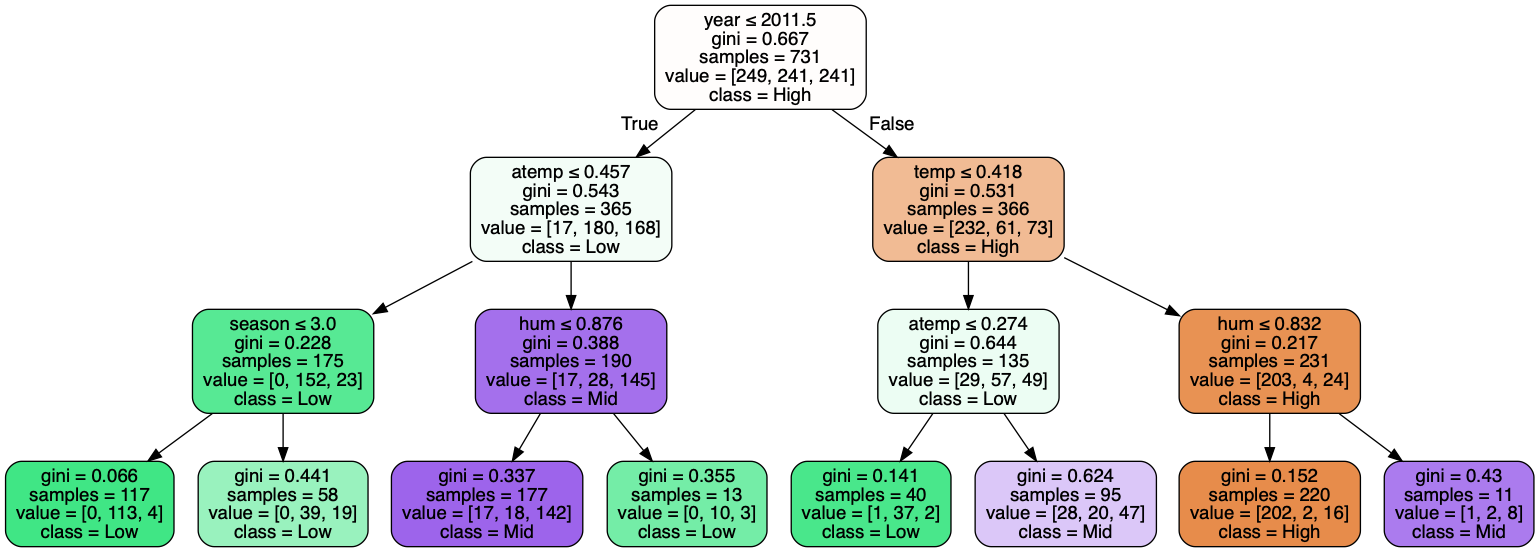 year ≤ 2011.5
gini = 0.667
samples = 731
value = [249, 241, 241]
class = High
True
False
atemp ≤ 0.457
gini = 0.543
samples = 365
value = [17, 180, 168]
class = Low
temp ≤ 0.418
gini = 0.531
samples = 366
value = [232, 61, 73]
class = High
season ≤ 3.0
gini = 0.228
samples = 175
value = [0, 152, 23]
class = Low
hum ≤ 0.876
gini = 0.388
samples = 190
value = [17, 28, 145]
class = Mid
atemp ≤ 0.274
gini = 0.644
samples = 135
value = [29, 57, 49]
class = Low
hum ≤ 0.832
gini = 0.217
samples = 231
value = [203, 4, 24]
class = High
gini = 0.066
samples = 117
value = [0, 113, 4]
class = Low
gini = 0.441
samples = 58
value = [0, 39, 19]
class = Low
gini = 0.337
samples = 177
value = [17, 18, 142]
class = Mid
gini = 0.355
samples = 13
value = [0, 10, 3]
class = Low
gini = 0.141
samples = 40
value = [1, 37, 2]
class = Low
gini = 0.624
samples = 95
value = [28, 20, 47]
class = Mid
gini = 0.152
samples = 220
value = [202, 2, 16]
class = High
gini = 0.43
samples = 11
value = [1, 2, 8]
class = Mid